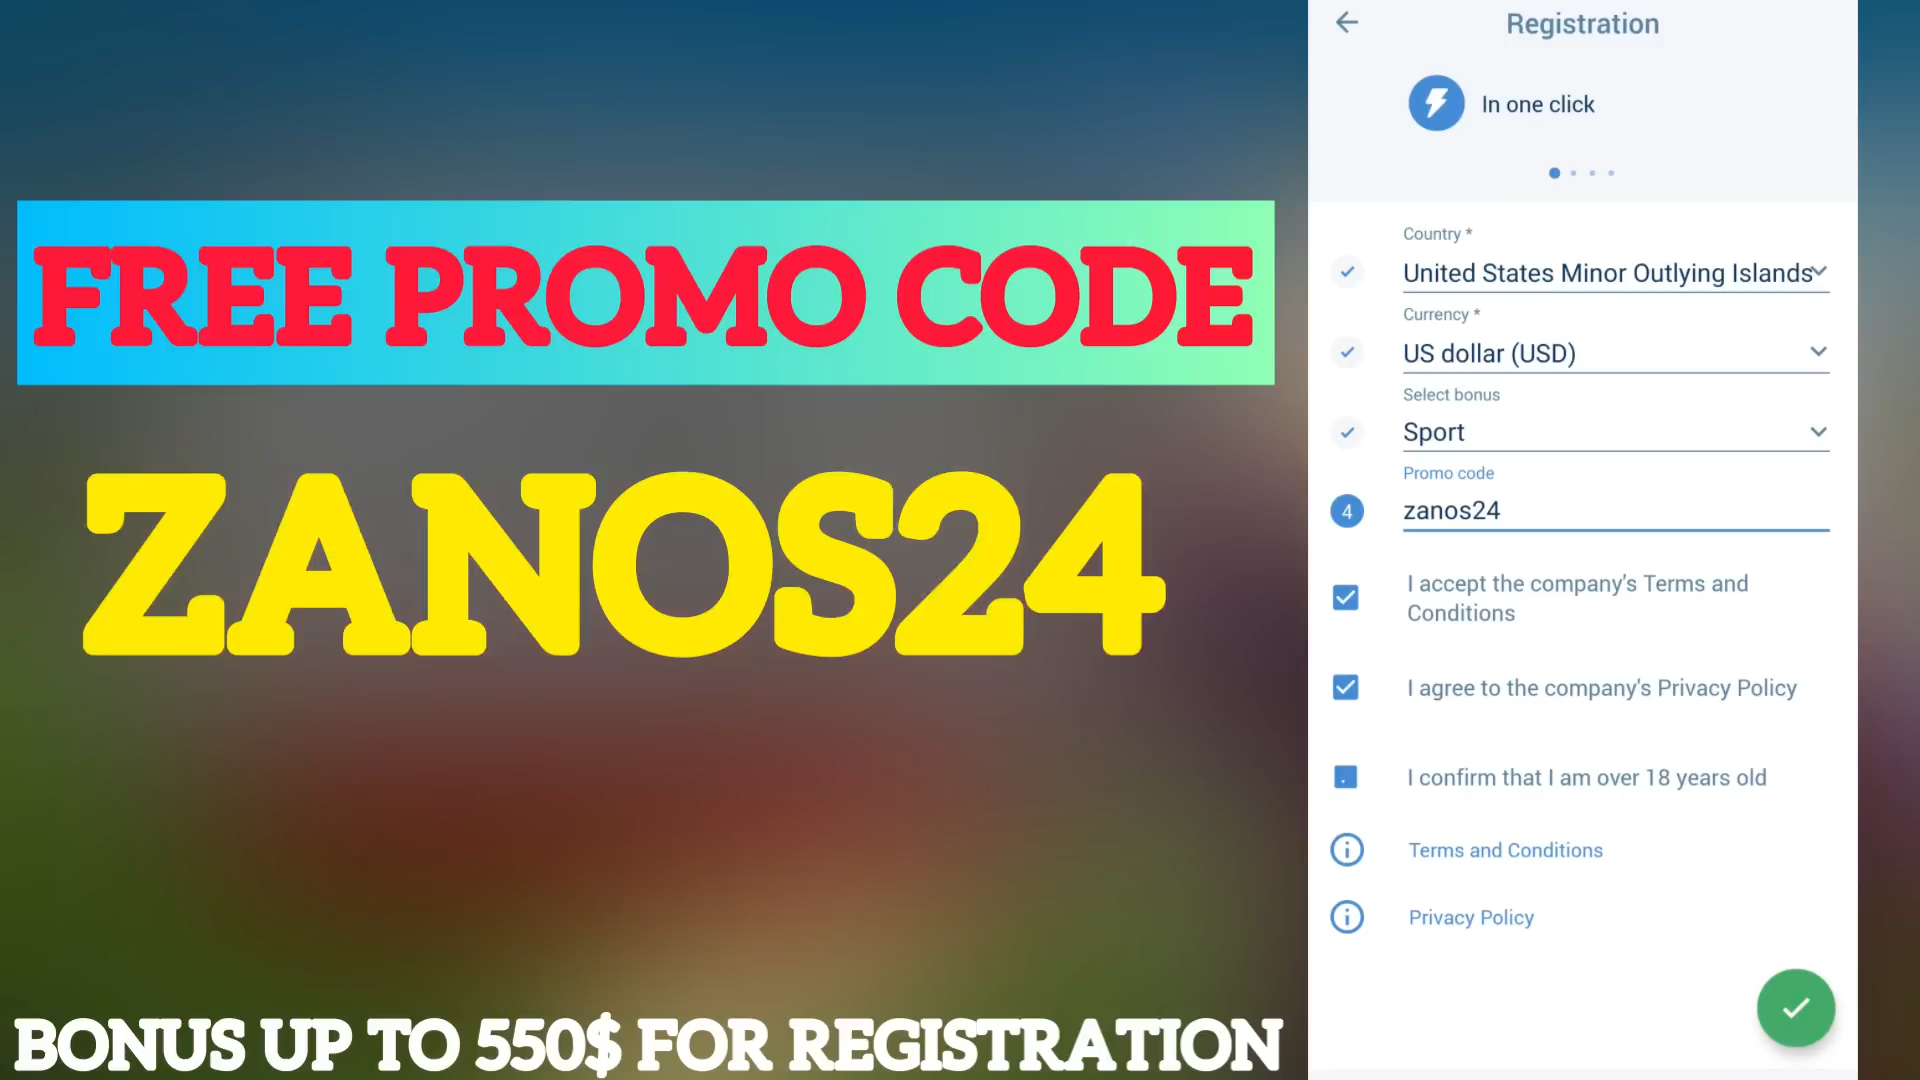 FREE PROMO CODE
ZANOS24
BONUS UP TO 550$ FOR REGISTRATION
Registration
In one click
Country *
United States Minor Outlying Islands
Currency *
US dollar (USD)
Select bonus
Sport
Promo code
4
zanos24
I accept the company's Terms and
Conditions
I agree to the company's Privacy Policy
I confirm that I am over 18 years old
Terms and Conditions
Privacy Policy